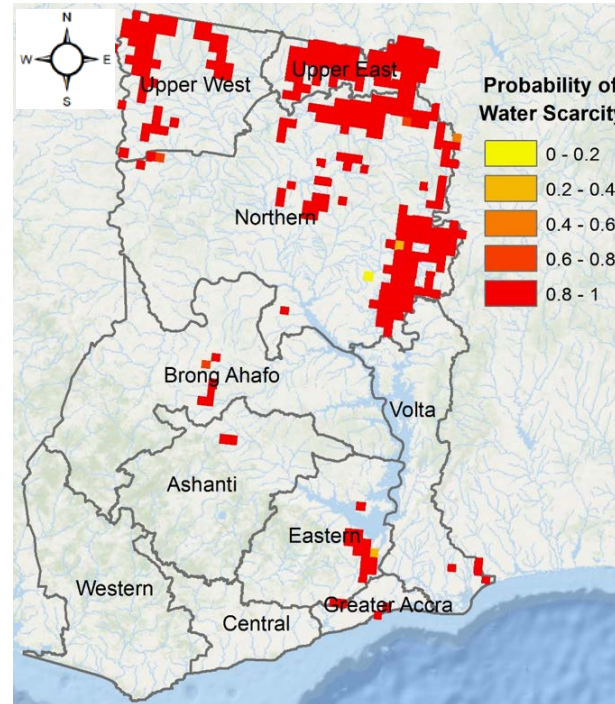 N
W E
S
Upper West
Upper East
Probability of
Water Scarcity
0 - 0.2
0.2 - 0.4
0.4 - 0.6
0.6 - 0.8
0.8 - 1
Northern
Brong Ahafo
Volta
Ashanti
Eastern
Western
Greater Accra
Central